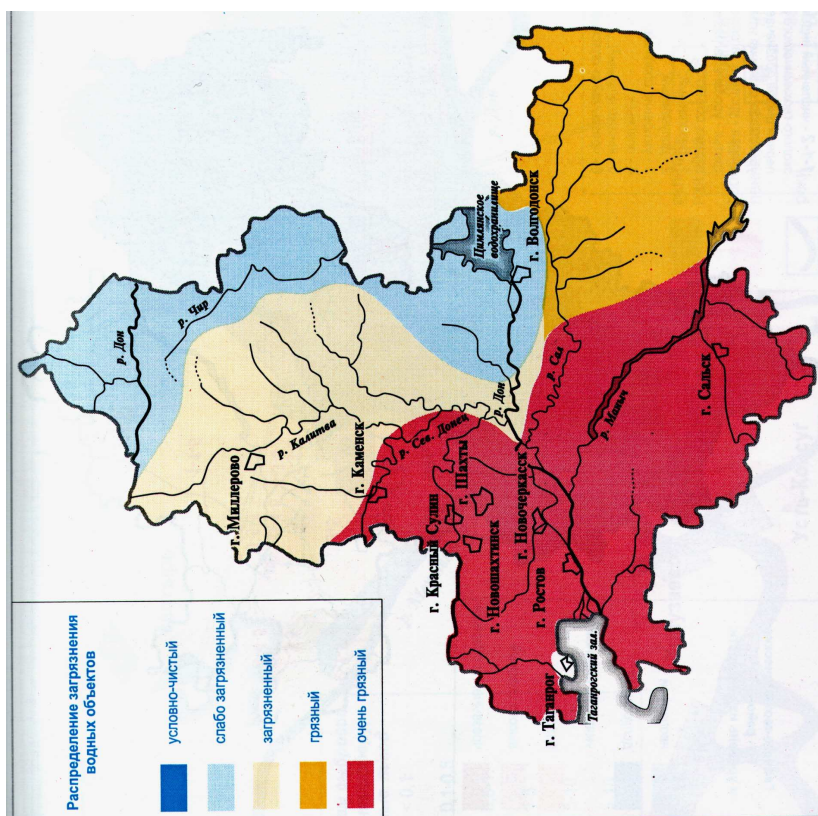 Распределение загрязнения
водных объектов
условно-чистый
слабо загрязненный
загрязненный
грязный
очень грязный
р. Дон
р. Чир
Цимлянское
водохранилище
г. Волгодонск
г. Миллерово
р. Калитва
г. Каменск
р. Сев. Донец
р. Дон
р. Сал
г. Красный Сулин
г. Шахты
г. Новошахтинск
г. Новочеркасск
р. Маныч
г. Сальск
г. Ростов
г. Таганрог
Таганрогский зал.